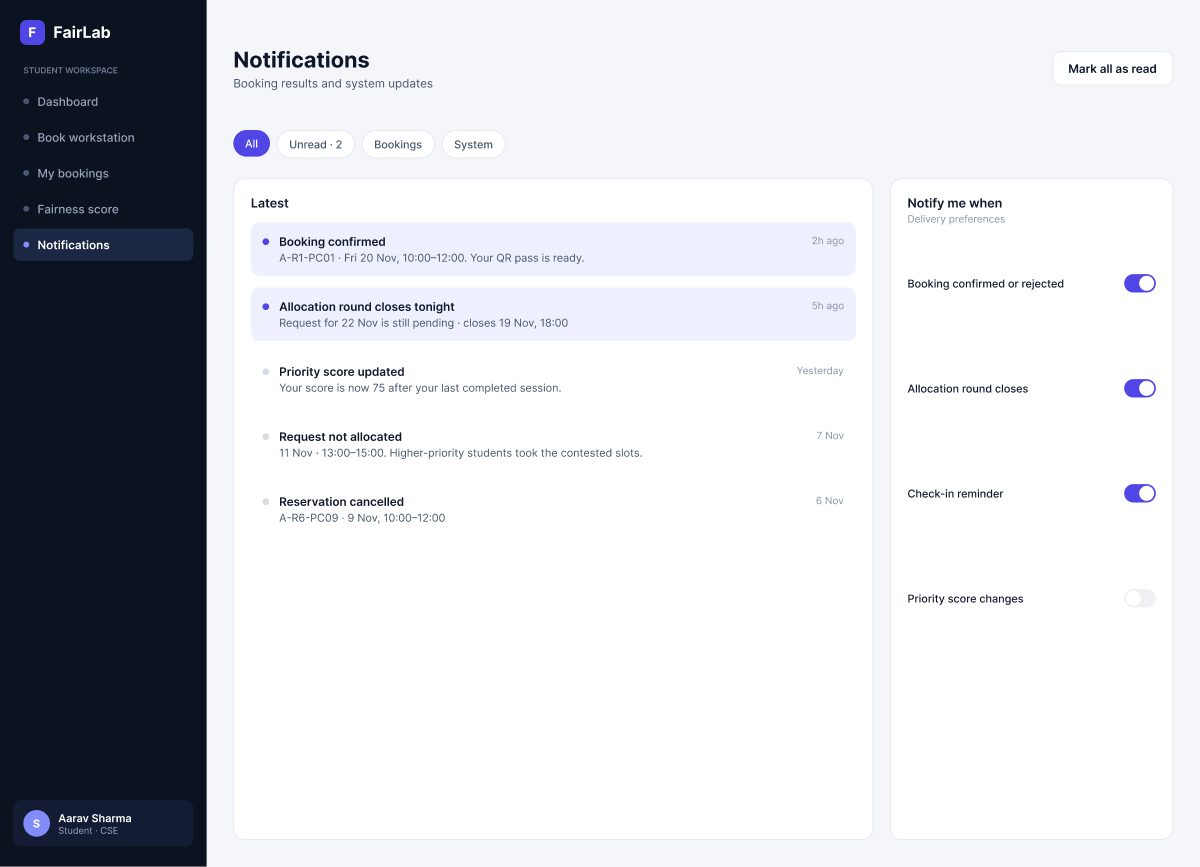 F FairLab
STUDENT WORKSPACE
Dashboard
Book workstation
My bookings
Fairness score
Notifications
S
Aarav Sharma
Student · CSE
Notifications
Booking results and system updates
Mark all as read
All
Unread · 2
Bookings
System
Latest
Booking confirmed
2h ago
A-R1-PC01 · Fri 20 Nov, 10:00–12:00. Your QR pass is ready.
Allocation round closes tonight
5h ago
Request for 22 Nov is still pending · closes 19 Nov, 18:00
Priority score updated
Yesterday
Your score is now 75 after your last completed session.
Request not allocated
7 Nov
11 Nov · 13:00–15:00. Higher-priority students took the contested slots.
Reservation cancelled
6 Nov
A-R6-PC09 · 9 Nov, 10:00–12:00
Notify me when
Delivery preferences
Booking confirmed or rejected
Allocation round closes
Check-in reminder
Priority score changes